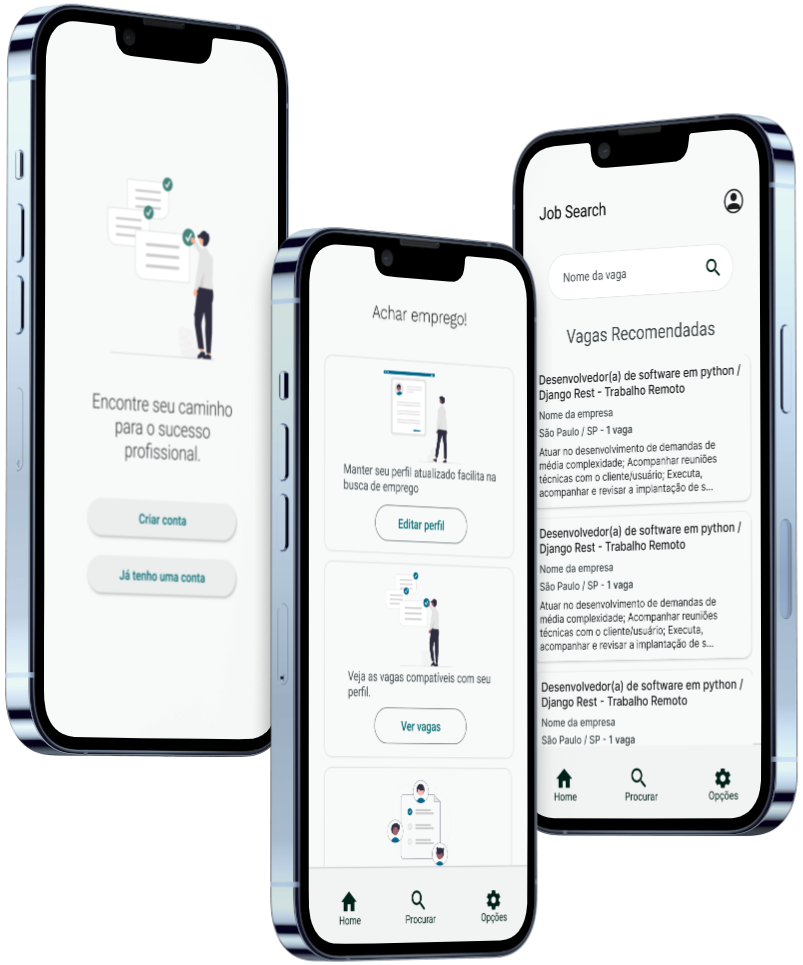 Encontre seu caminho
para o sucesso
profissional.
Criar conta
Já tenho uma conta
Achar emprego!
Manter seu perfil atualizado facilita na
busca de emprego
Editar perfil
Veja as vagas compatíveis com seu
perfil.
Ver vagas
Home
Procurar
Opções
Job Search
Nome da vaga
Vagas Recomendadas
Desenvolvedor(a) de software em python /
Django Rest - Trabalho Remoto
Nome da empresa
São Paulo / SP - 1 vaga
Atuar no desenvolvimento de demandas de
média complexidade; Acompanhar reuniões
técnicas com o cliente/usuário; Executa,
acompanhar e revisar a implantação de s...
Desenvolvedor(a) de software em python /
Django Rest - Trabalho Remoto
Nome da empresa
São Paulo / SP - 1 vaga
Atuar no desenvolvimento de demandas de
média complexidade; Acompanhar reuniões
técnicas com o cliente/usuário; Executa,
acompanhar e revisar a implantação de s...
Desenvolvedor(a) de software em python /
Django Rest - Trabalho Remoto
Nome da empresa
São Paulo / SP - 1 vaga
Home
Procurar
Opções